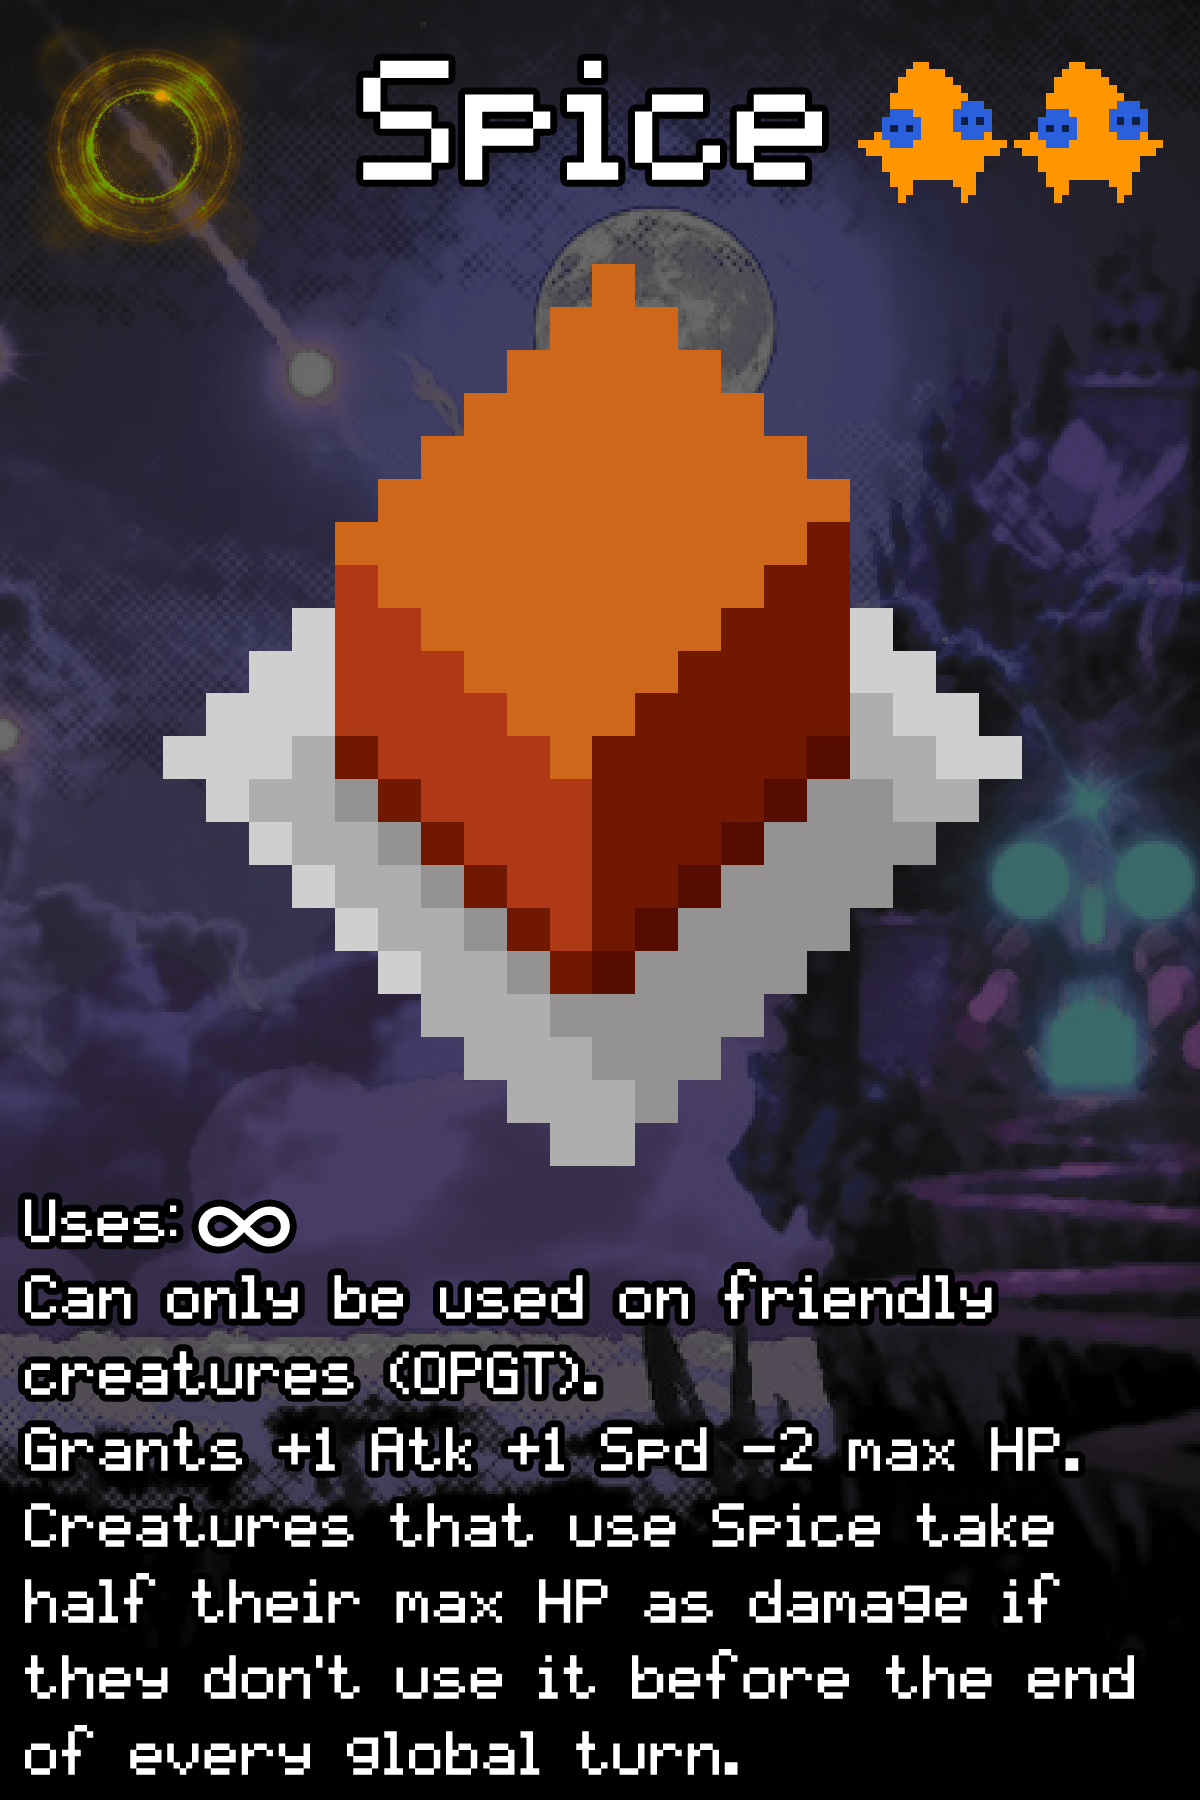 Spice
Uses: ∞
Can only be used on friendly
creatures (OPGT).
Grants +1 Atk +1 Spd -2 max HP.
Creatures that use Spice take
half their max HP as damage if
they don't use it before the end
of every global turn.